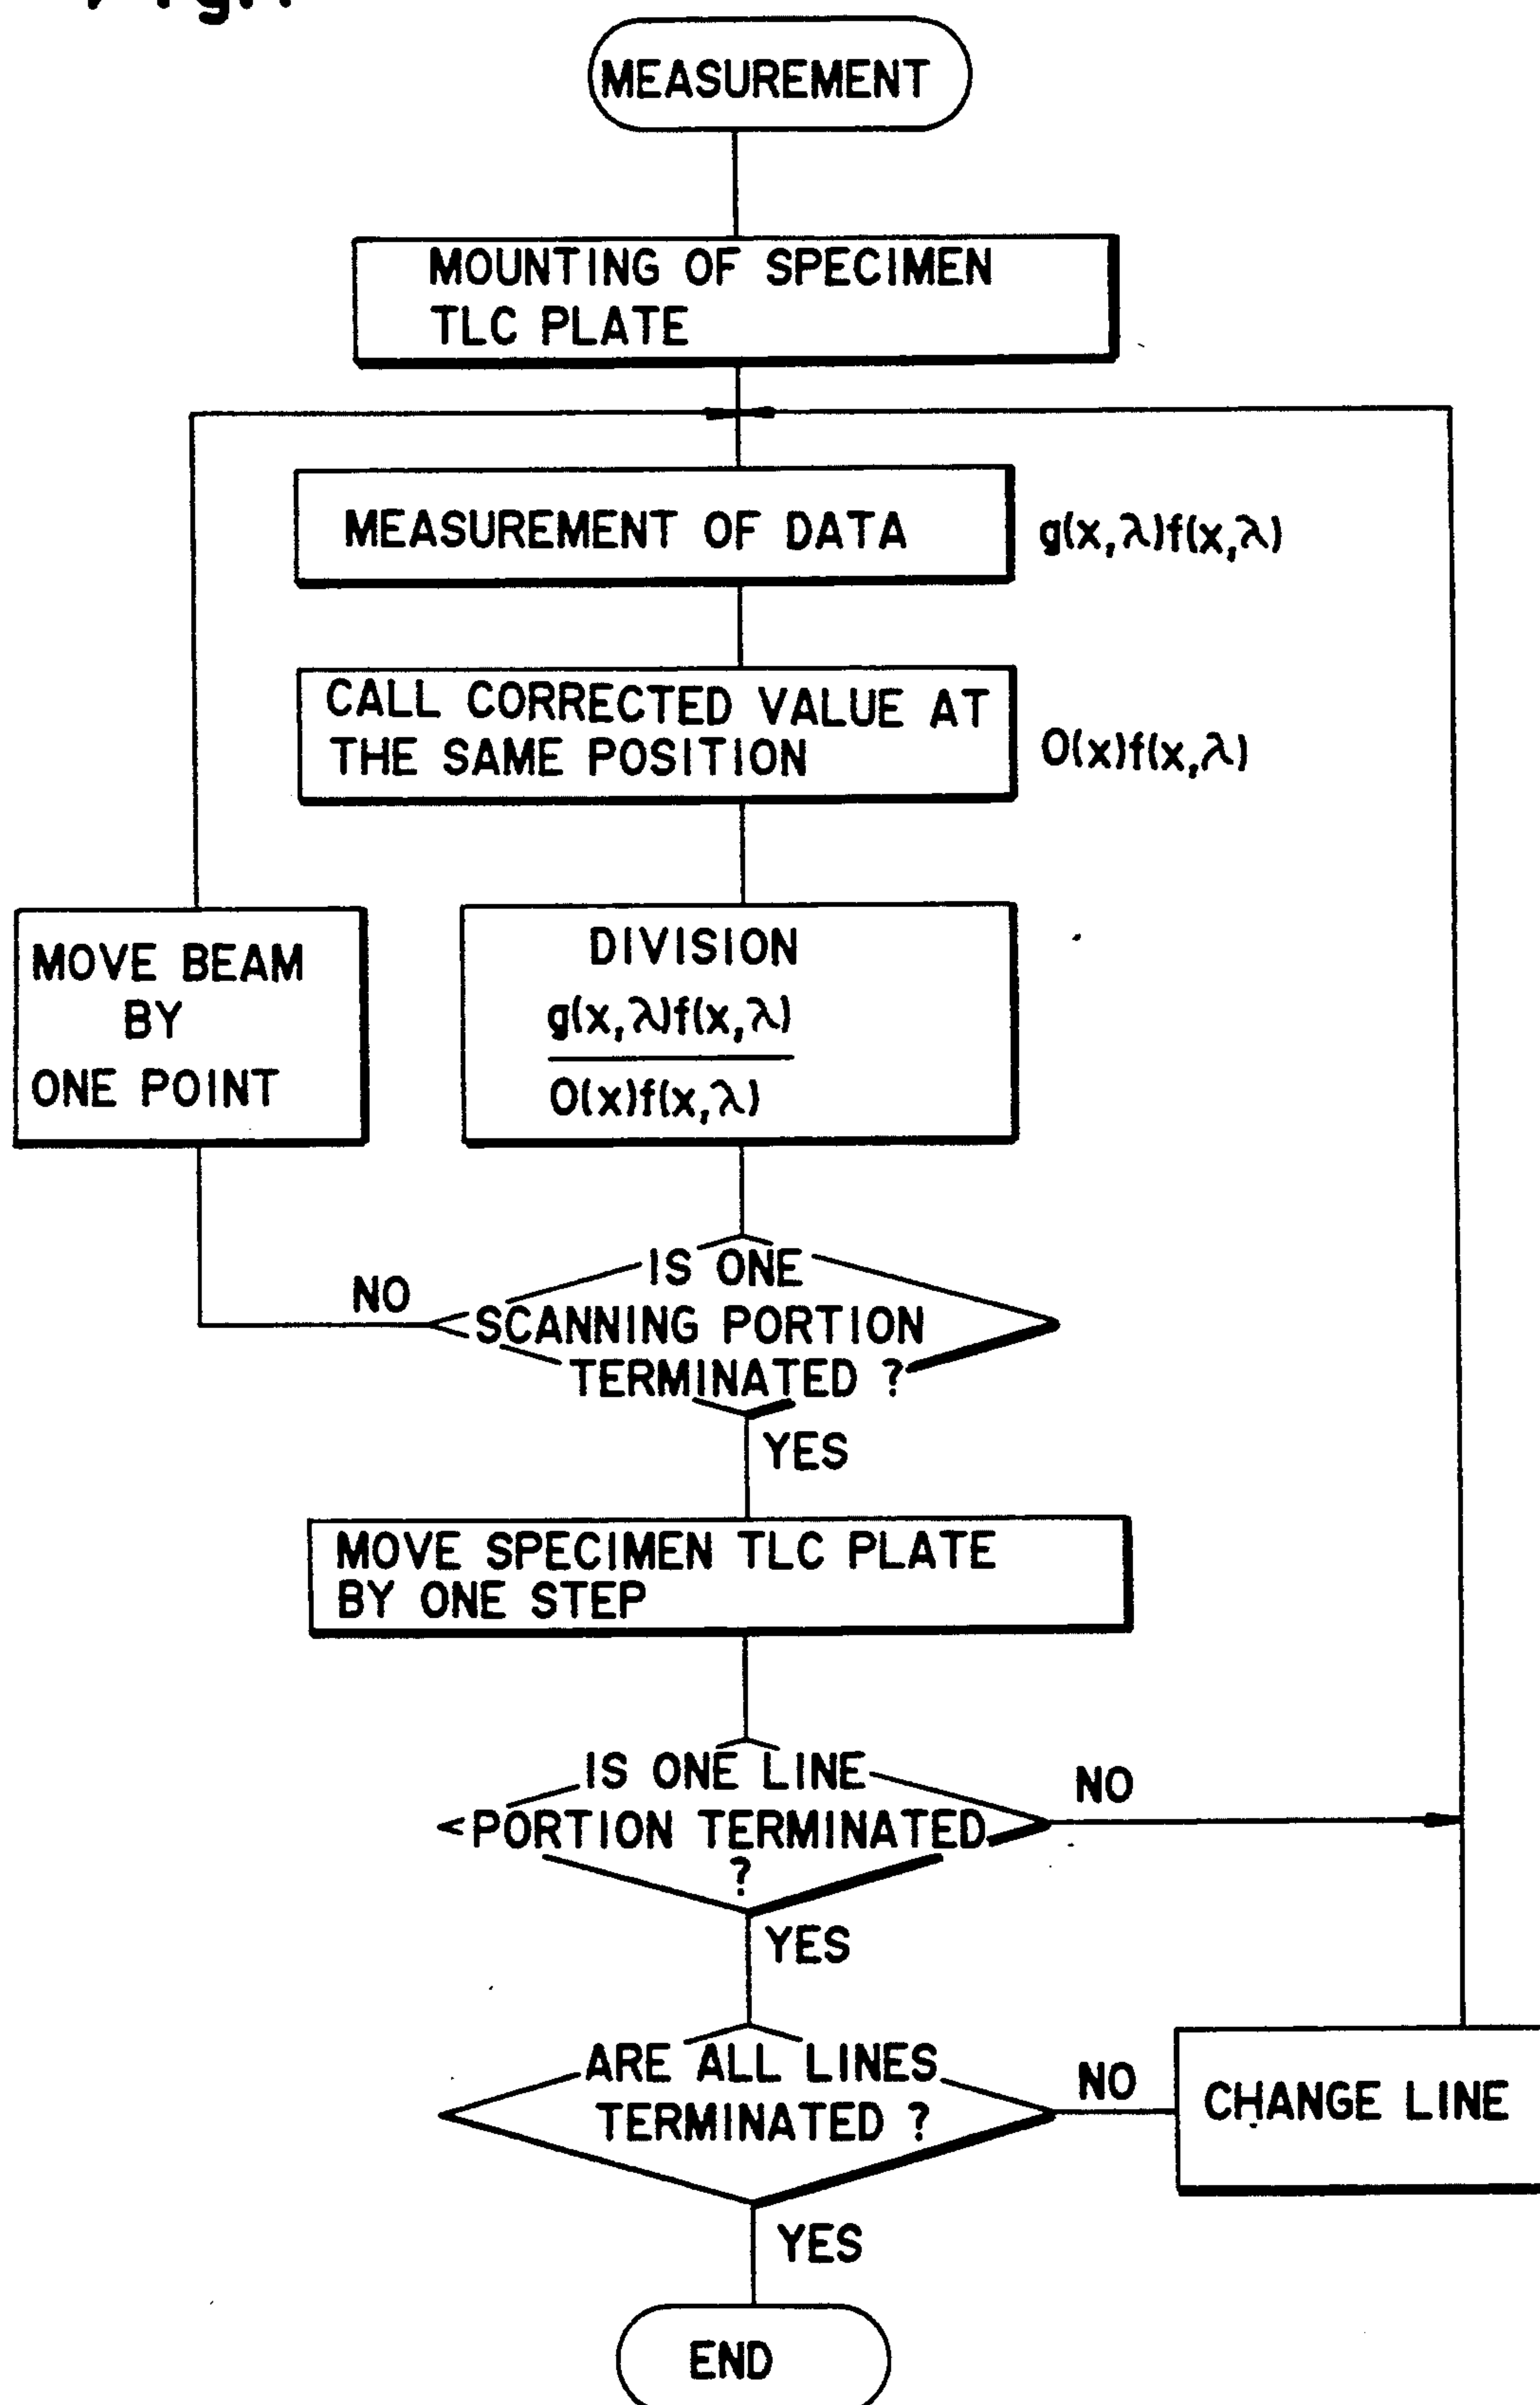 MEASUREMENT
MOUNTING OF SPECIMEN
TLC PLATE
MEASUREMENT OF DATA
g(x,λ)f(x,λ)
CALL CORRECTED VALUE AT
THE SAME POSITION
O(x)f(x,λ)
MOVE BEAM
BY
ONE POINT
DIVISION
g(x,λ)f(x,λ)
O(x)f(x,λ)
IS ONE
SCANNING PORTION
TERMINATED ?
NO
YES
MOVE SPECIMEN TLC PLATE
BY ONE STEP
IS ONE LINE
PORTION TERMINATED
?
NO
YES
ARE ALL LINES
TERMINATED ?
NO
CHANGE LINE
YES
END